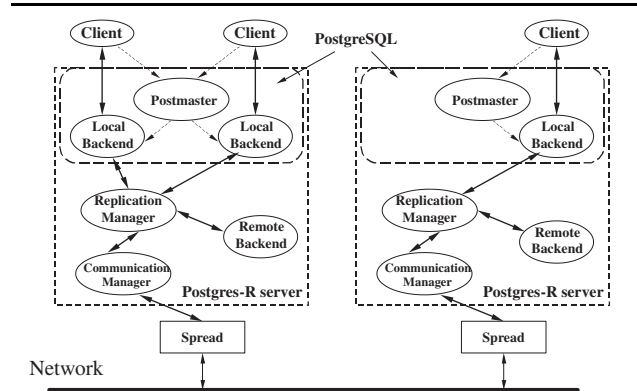 Client
Client
PostgreSQL
Client
Postmaster
Postmaster
Local
Backend
Local
Backend
Local
Backend
Replication
Manager
Remote
Backend
Replication
Manager
Remote
Backend
Communication
Manager
Communication
Manager
Postgres-R server
Postgres-R server
Spread
Spread
Network